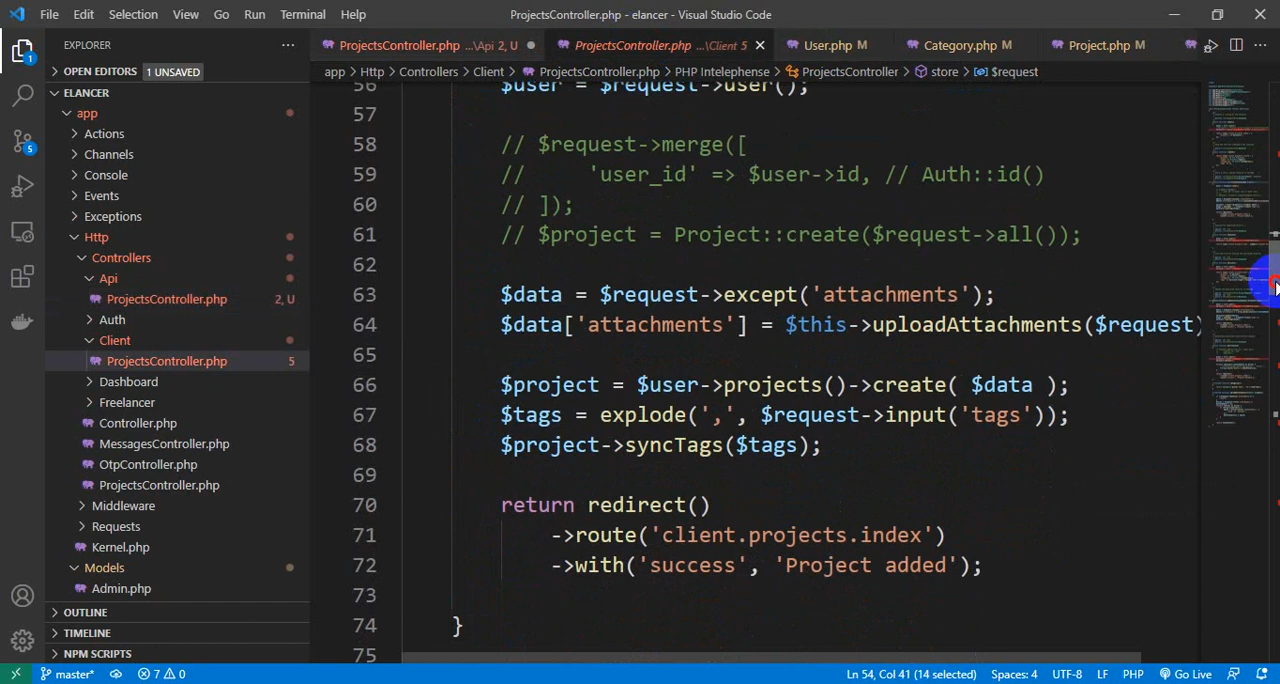 File Edit Selection View Go Run Terminal Help ProjectsController.php - elancer - Visual Studio Code
EXPLORER
ProjectsController.php ...\Api 2, U
ProjectsController.php ...\Client 5
User.php M
Category.php M
Project.php M
app > Http > Controllers > Client > ProjectsController.php > PHP Intelephense > ProjectsController > store > $request
OPEN EDITORS 1 UNSAVED
ELANCER
app
Actions
Channels
Console
Events
Exceptions
Http
Controllers
Api
ProjectsController.php 2, U
Auth
Client
ProjectsController.php 5
Dashboard
Freelancer
Controller.php
MessagesController.php
OtpController.php
ProjectsController.php
Middleware
Requests
Kernel.php
Models
Admin.php
OUTLINE
TIMELINE
NPM SCRIPTS
1
5
56 $user = $request->user();
57
58 // $request->merge([
59 // 'user_id' => $user->id, // Auth::id()
60 // ]);
61 // $project = Project::create($request->all());
62
63 $data = $request->except('attachments');
64 $data['attachments'] = $this->uploadAttachments($request)
65
66 $project = $user->projects()->create( $data );
67 $tags = explode(',', $request->input('tags'));
68 $project->syncTags($tags);
69
70 return redirect()
71 ->route('client.projects.index')
72 ->with('success', 'Project added');
73
74 }
75
master* 7 0 Ln 54, Col 41 (14 selected) Spaces: 4 UTF-8 LF PHP Go Live